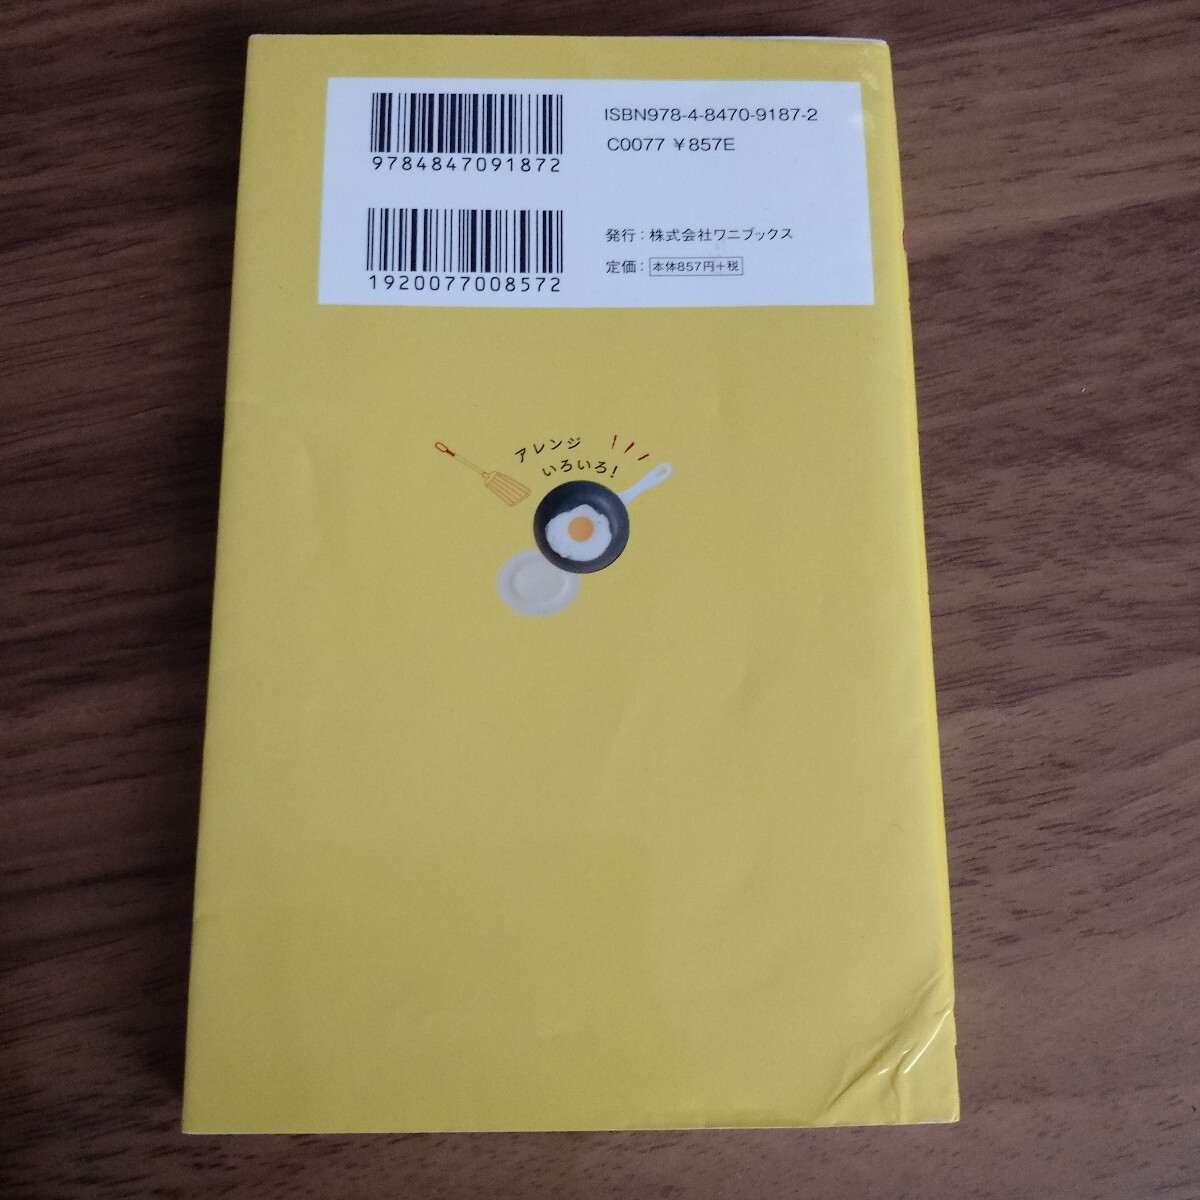 ISBN978-4-8470-9187-2
C0077 ¥857E
9784847091872
1920077008572
発行：株式会社ワニブックス
定価：本体857円＋税
アレンジ
いろいろ！